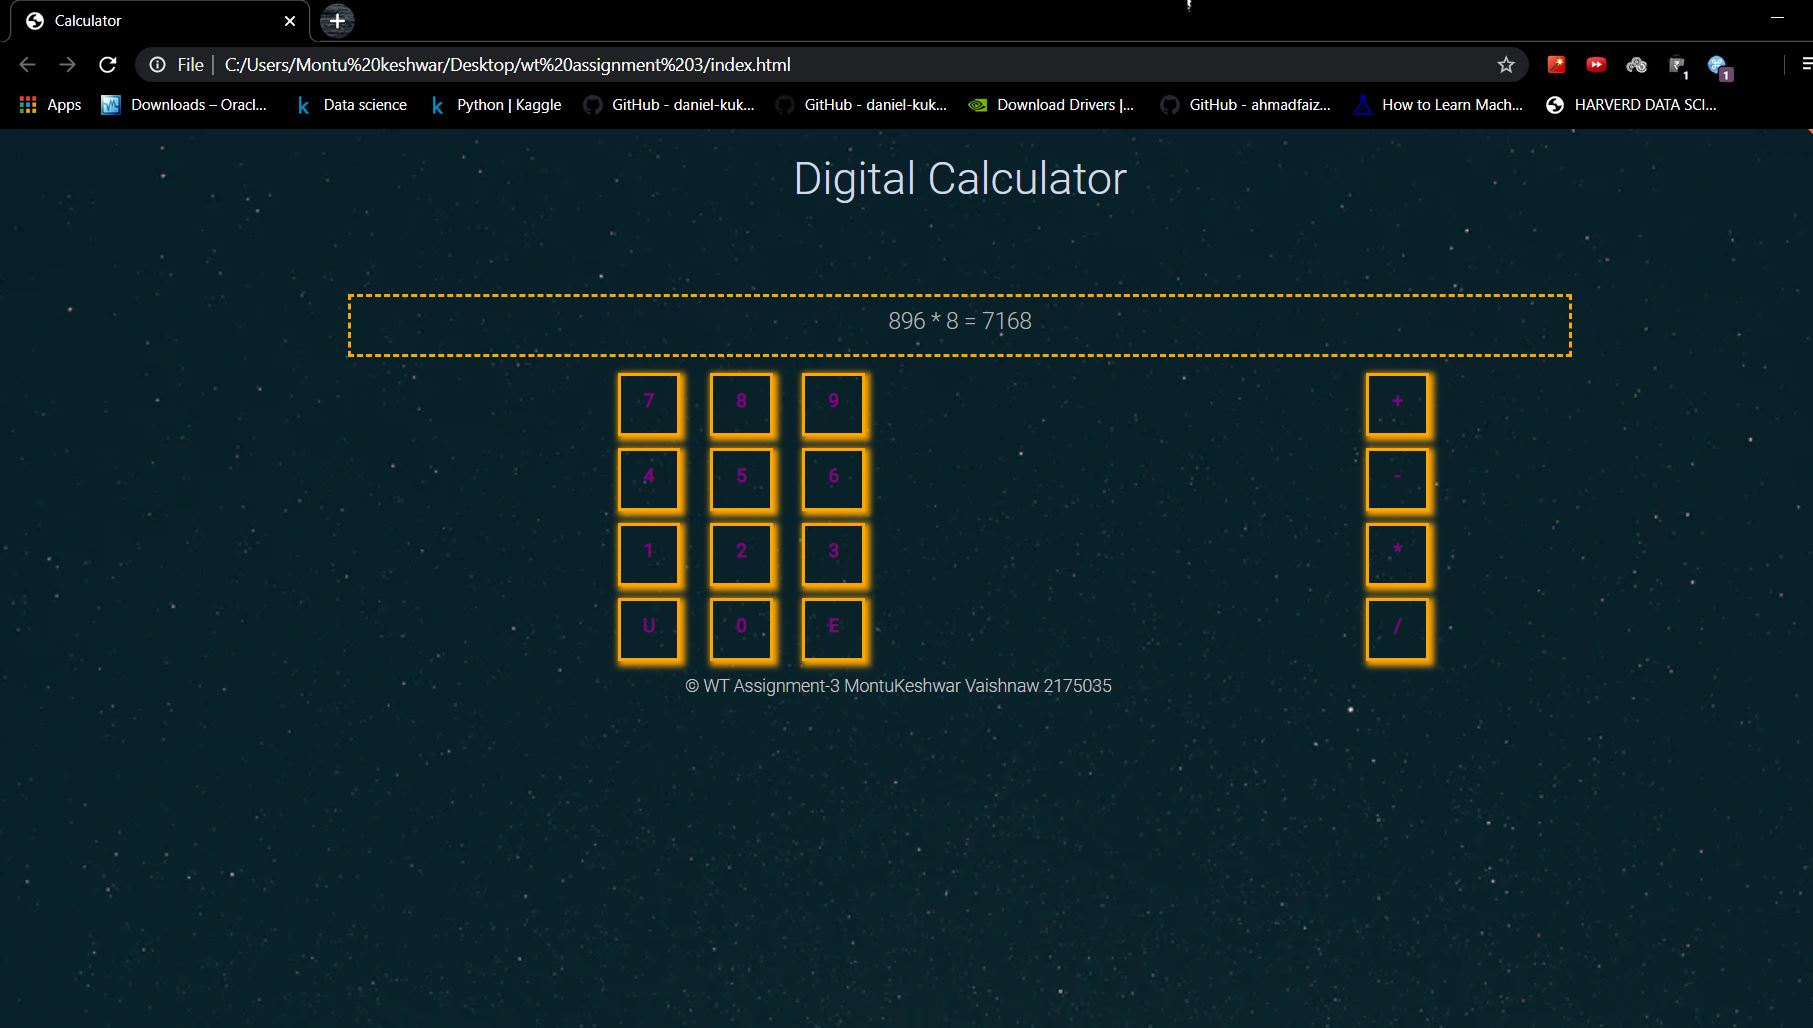 Calculator
File | C:/Users/Montu%20keshwar/Desktop/wt%20assignment%203/index.html
1
1
Apps Downloads – Oracl... Data science Python | Kaggle GitHub - daniel-kuk... GitHub - daniel-kuk... Download Drivers |... GitHub - ahmadfaiz... How to Learn Mach... HARVERD DATA SCI...
Digital Calculator
896 * 8 = 7168
7 8 9 +
4 5 6 -
1 2 3 *
U 0 E /
© WT Assignment-3 MontuKeshwar Vaishnaw 2175035